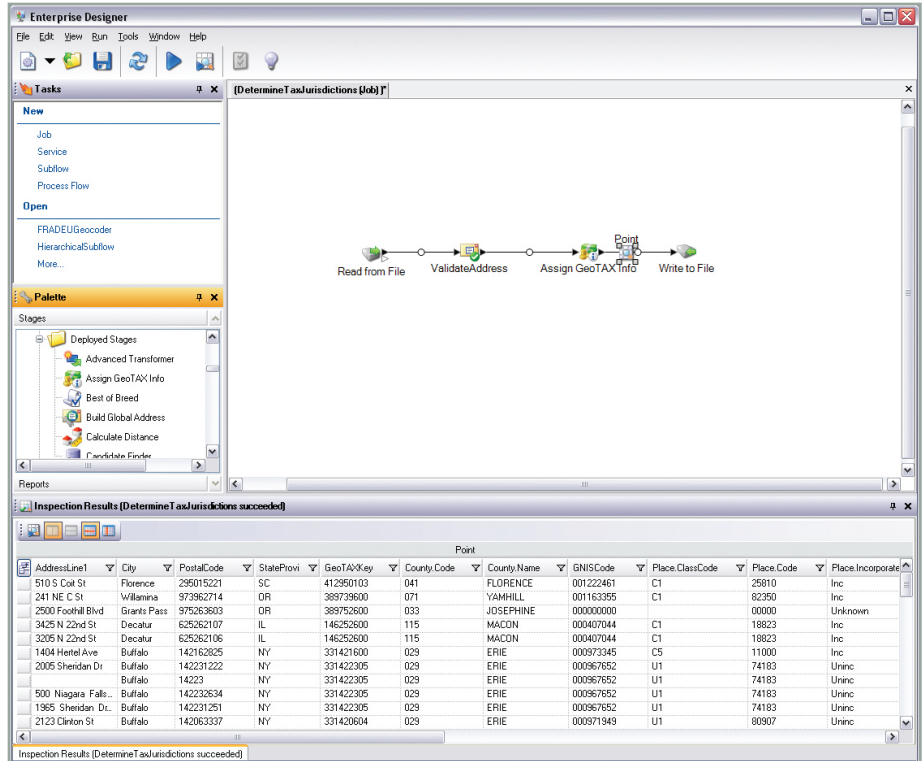 Enterprise Designer
File Edit View Run Tools Window Help
Tasks
(DetermineTaxJurisdictions (Job) )*
New
Job
Service
Subflow
Process Flow
Open
FRADEUGeocoder
HierarchicalSubflow
More...
Point
Read from File ValidateAddress Assign GeoTAX Info Write to File
Palette
Stages
Deployed Stages
Advanced Transformer
Assign GeoTAX Info
Best of Breed
Build Global Address
Calculate Distance
Candidate Finder
Reports
Inspection Results (DetermineTaxJurisdictions succeeded)
Point
AddressLine1 City PostalCode StateProvi GeoTAXKey County.Code County.Name GNISCode Place.ClassCode Place.Code Place.Incorporate
510 S Coit St Florence 295015221 SC 412950103 041 FLORENCE 001222461 C1 25810 Inc
241 NE C St Willamina 973962714 OR 389739600 071 YAMHILL 001163355 C1 82350 Inc
2500 Foothill Blvd Grants Pass 975263603 OR 389752600 033 JOSEPHINE 000000000 00000 Unknown
3425 N 22nd St Decatur 625262107 IL 146252600 115 MACON 000407044 C1 18823 Inc
3205 N 22nd St Decatur 625262106 IL 146252600 115 MACON 000407044 C1 18823 Inc
1404 Hertel Ave Buffalo 142162825 NY 331421600 029 ERIE 000973345 C5 11000 Inc
2005 Sheridan Dr Buffalo 142231222 NY 331422305 029 ERIE 000967652 U1 74183 Uninc
Buffalo 14223 NY 331422305 029 ERIE 000967652 U1 74183 Uninc
500 Niagara Falls... Buffalo 142232634 NY 331422305 029 ERIE 000967652 U1 74183 Uninc
1965 Sheridan Dr... Buffalo 142231251 NY 331422305 029 ERIE 000967652 U1 74183 Uninc
2123 Clinton St Buffalo 142063337 NY 331420604 029 ERIE 000971949 U1 80907 Uninc
Inspection Results (DetermineTaxJurisdictions succeeded)